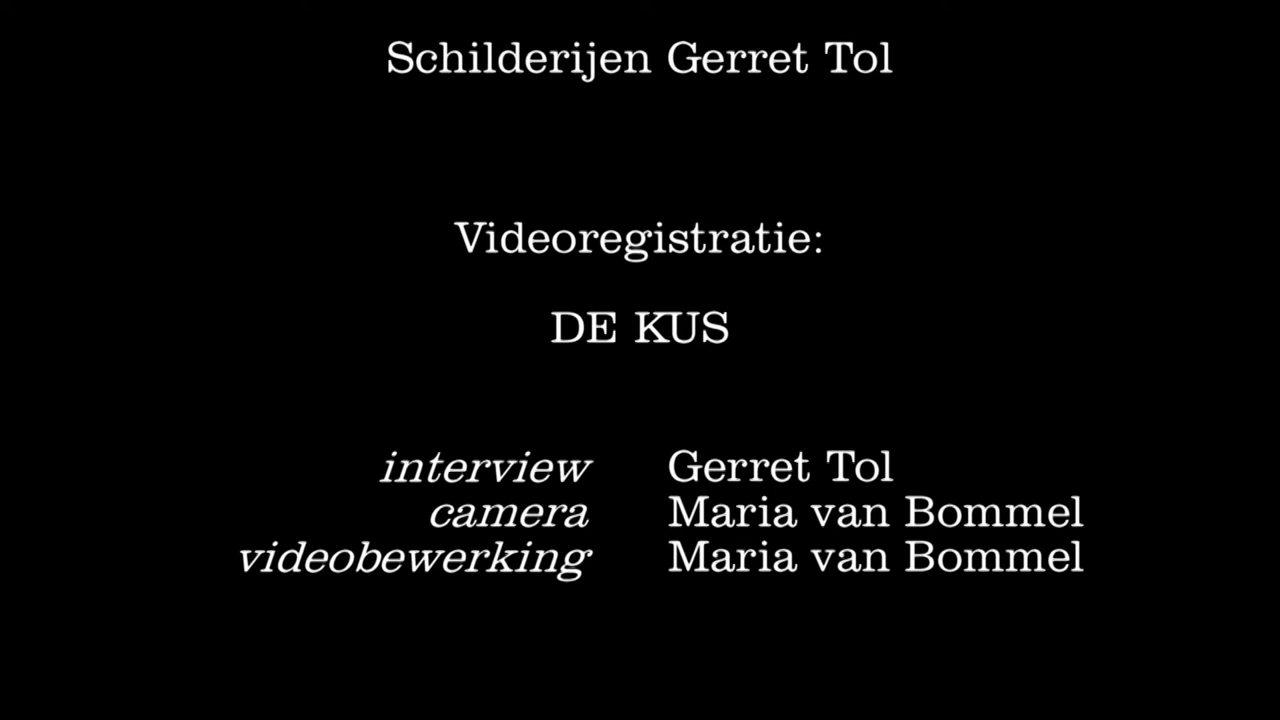 Schilderijen Gerret Tol
Videoregistratie:
DE KUS
interview Gerret Tol
camera Maria van Bommel
videobewerking Maria van Bommel